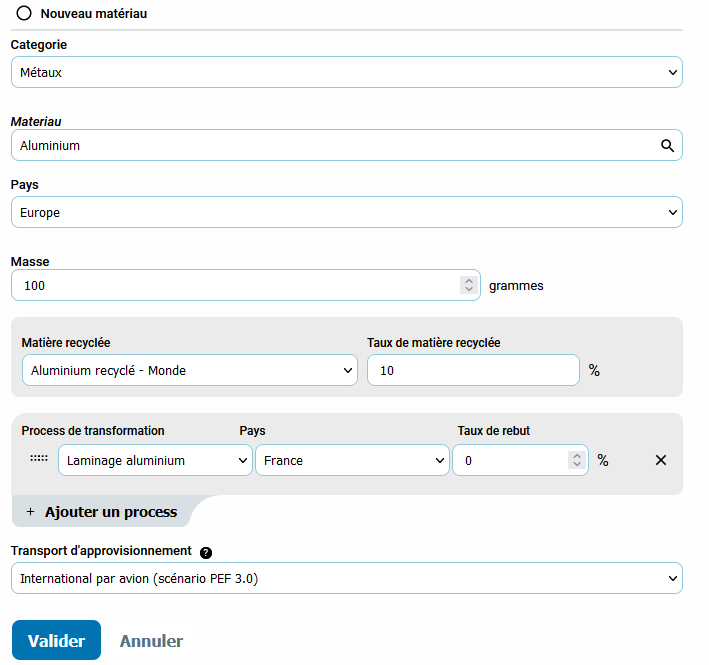 Nouveau matériau
Categorie
Métaux
Materiau
Aluminium
Pays
Europe
Masse
100 grammes
Matière recyclée Taux de matière recyclée
Aluminium recyclé - Monde 10 %
Process de transformation Pays Taux de rebut
Laminage aluminium France 0 %
+ Ajouter un process
Transport d'approvisionnement ?
International par avion (scénario PEF 3.0)
Valider Annuler